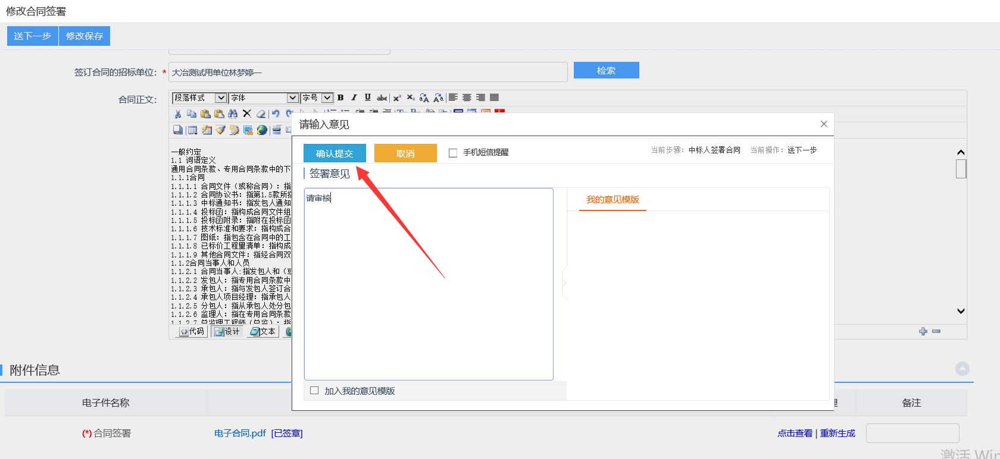 修改合同签署
送下一步 修改保存
签订合同的招标单位：* 大冶测试用单位林梦婷一 检索
合同正文：
段落样式 字体 字号
一般约定
1.1 词语定义
通用合同条款、专用合同条款中的下
1.1.1合同
1.1.1.1 合同文件（或称合同）：指
1.1.1.2 合同协议书：指第1.5款所指
1.1.1.3 中标通知书：指发包人通知
1.1.1.4 投标函：指构成合同文件组
1.1.1.5 投标函附录：指附在投标函
1.1.1.6 技术标准和要求：指构成合
1.1.1.7 图纸：指包含在合同中的工
1.1.1.8 已标价工程量清单：指构成
1.1.1.9 其他合同文件：指经合同双
1.1.2合同当事人和人员
1.1.2.1 合同当事人:指发包人和（或
1.1.2.2 发包人：指专用合同条款中
1.1.2.3 承包人：指与发包人签订合
1.1.2.4 承包人项目经理：指承包人
1.1.2.5 分包人：指从承包人处分包
1.1.2.6 监理人：指在专用合同条款
1.1.2.7 总监理工程师（总监）：指
代码 设计 文本
请输入意见
确认提交 取消 手机短信提醒 当前步骤：中标人签署合同 当前操作：送下一步
签署意见
请审核
我的意见模版
加入我的意见模版
附件信息
电子件名称 理 备注
(*)合同签署 电子合同.pdf [已签章] 点击查看 | 重新生成
激活 Win